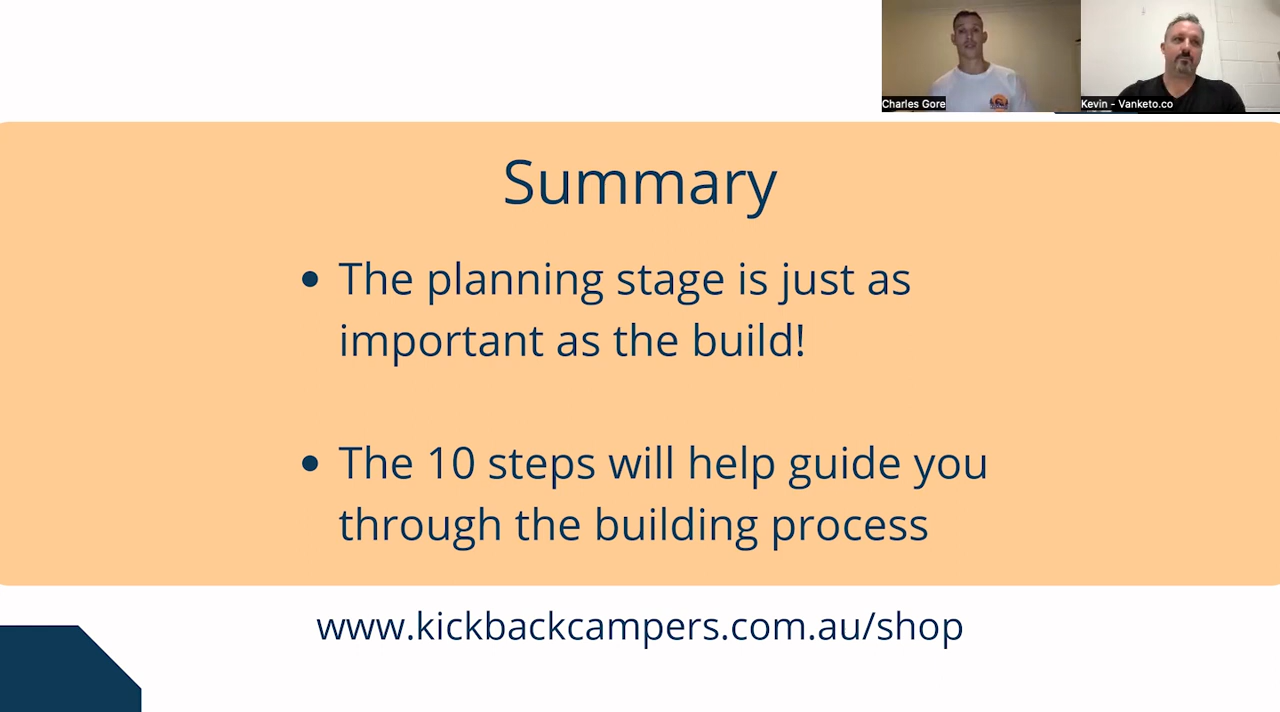 Charles Gore
Kevin - Vanketo.co
Summary
• The planning stage is just as
important as the build!
• The 10 steps will help guide you
through the building process
www.kickbackcampers.com.au/shop